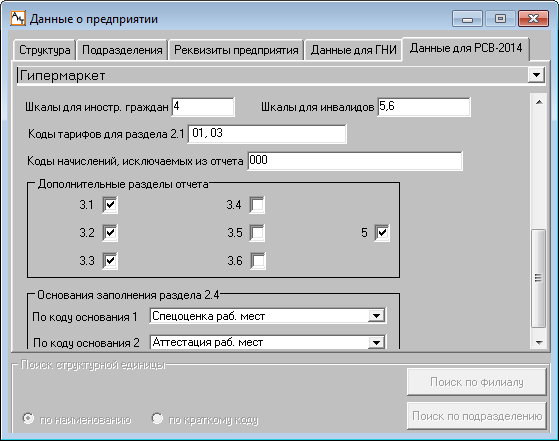 Данные о предприятии
Структура Подразделения Реквизиты предприятия Данные для ГНИ Данные для РСВ-2014
Гипермаркет
Шкалы для иностр. граждан 4 Шкалы для инвалидов 5,6
Коды тарифов для раздела 2.1 01, 03
Коды начислений, исключаемых из отчета 000
Дополнительные разделы отчета
3.1 3.4
3.2 3.5 5
3.3 3.6
Основания заполнения раздела 2.4
По коду основания 1 Спецоценка раб. мест
По коду основания 2 Аттестация раб. мест
Поиск структурной единицы
Поиск по филиалу
по наименованию по краткому коду Поиск по подразделению